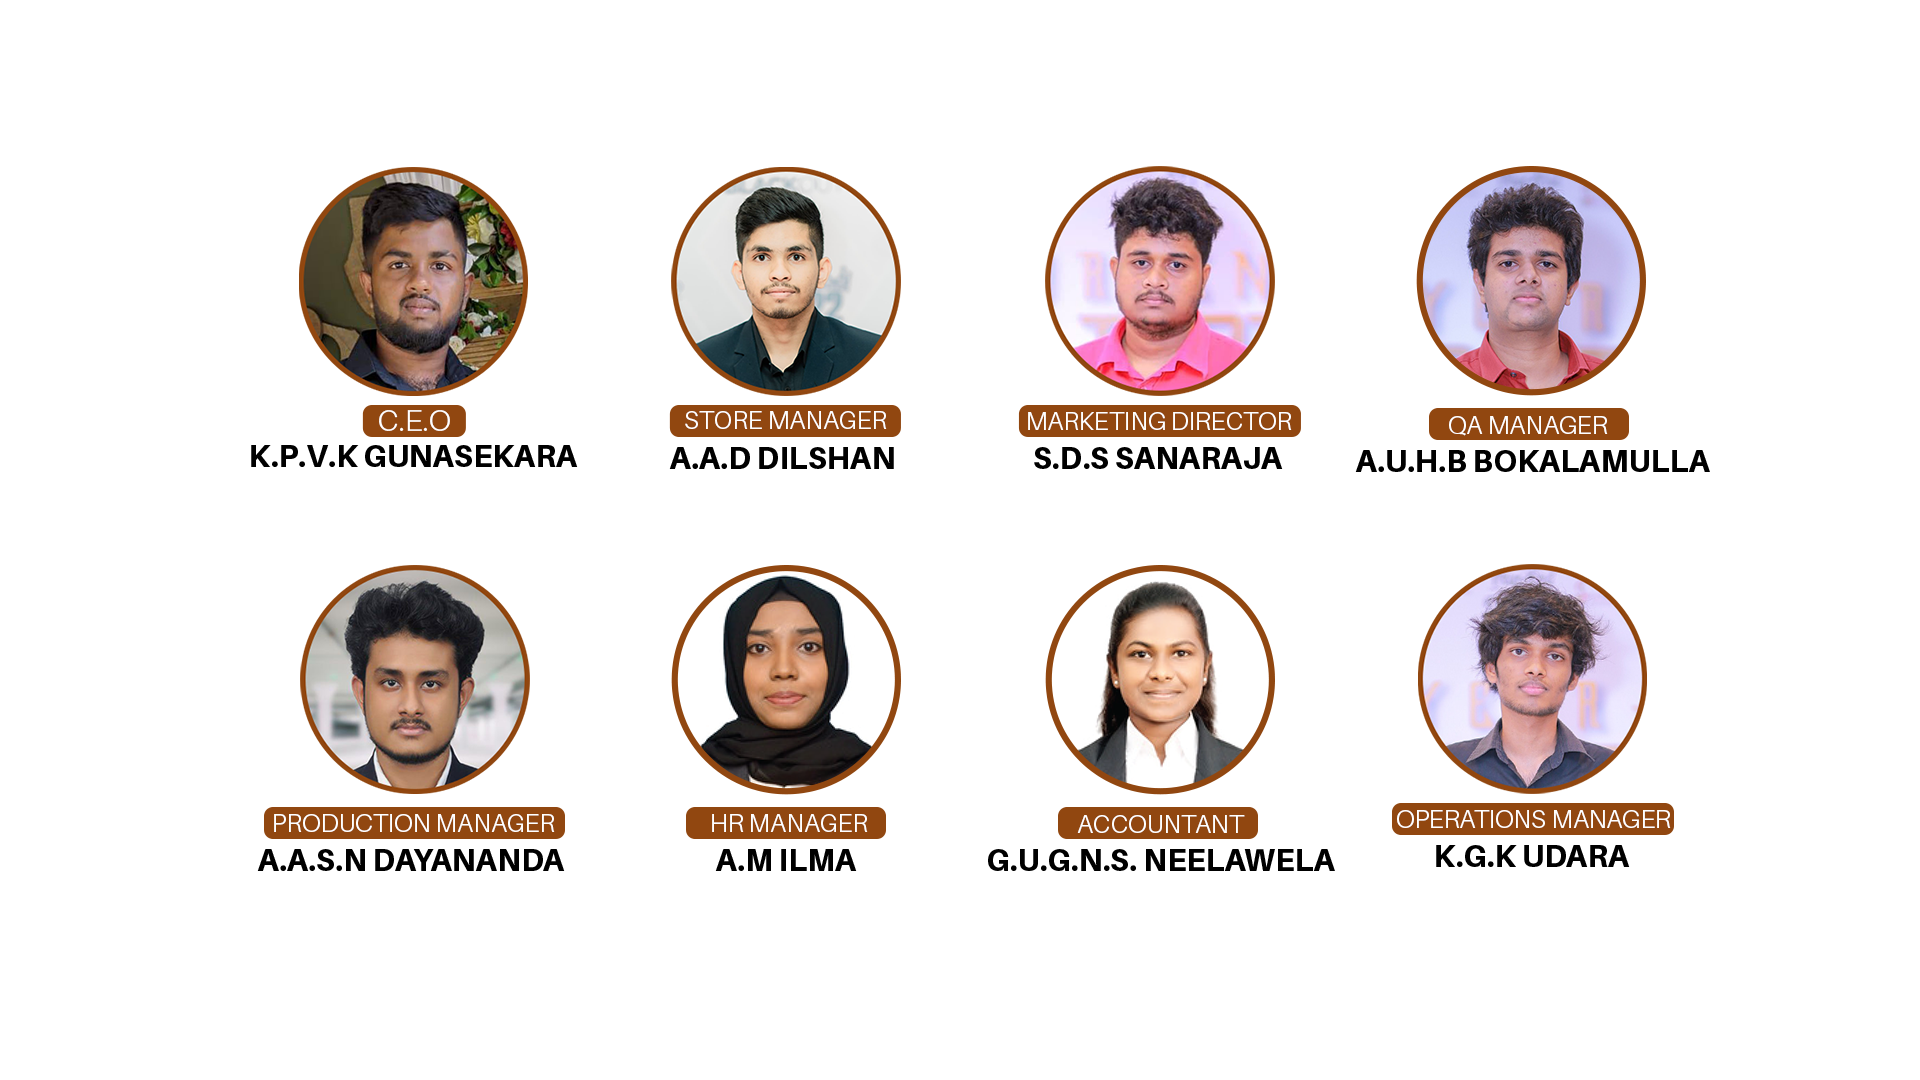 C.E.O
K.P.V.K GUNASEKARA
STORE MANAGER
A.A.D DILSHAN
MARKETING DIRECTOR
S.D.S SANARAJA
QA MANAGER
A.U.H.B BOKALAMULLA
PRODUCTION MANAGER
A.A.S.N DAYANANDA
HR MANAGER
A.M ILMA
ACCOUNTANT
G.U.G.N.S. NEELAWELA
OPERATIONS MANAGER
K.G.K UDARA